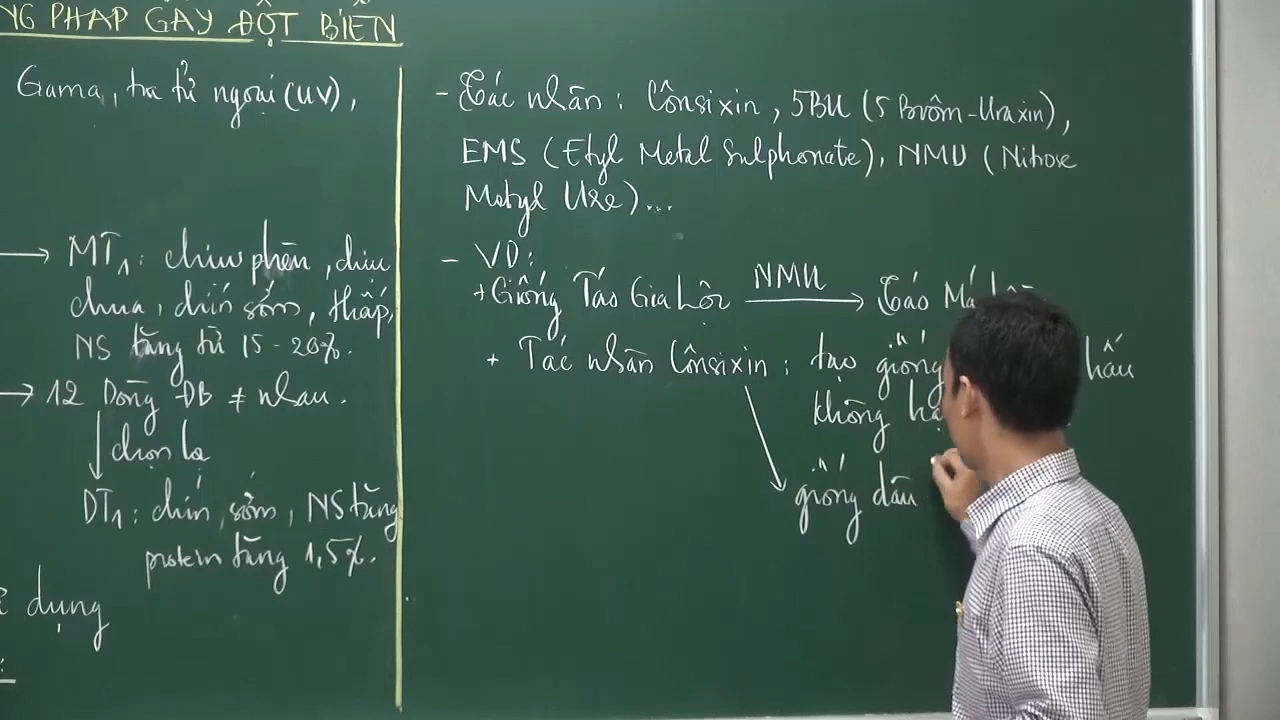 NG PHÁP GÂY ĐỘT BIẾN
Gama, tia tử ngoại (UV),
MT₁: chịu phèn, chịu
chua, chín sớm, thấp,
NS tăng từ 15 - 20%.
12 Dòng ĐB ≠ nhau.
chọn lọc
DT₁: chín sớm, NS tăng
protein tăng 1,5%.
dụng
- Tác nhân: Cônsixin, 5BU (5 Brôm-Uraxin),
EMS (Etyl Metal Sulphonate), NMU (Nitrose
Metyl Ure)...
- VD:
+ Giống Táo Gia Lộc NMU Táo Má
+ Tác nhân Cônsixin: tạo giống hấu
không
giống dâu